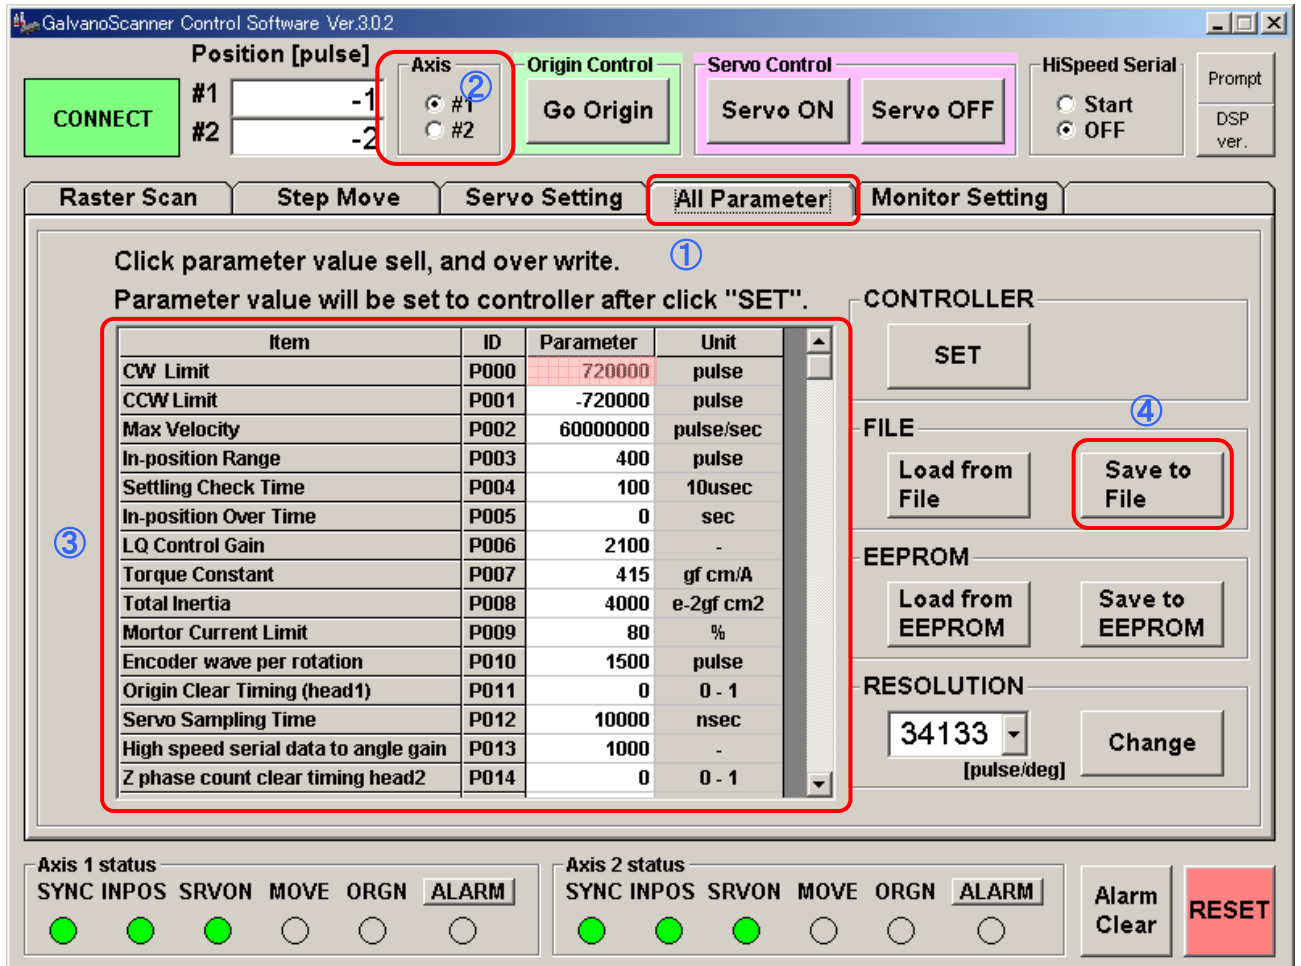 GalvanoScanner Control Software Ver.3.0.2
CONNECT
Position [pulse]
#1 -1
#2 -2
Axis
②
#1
#2
Origin Control
Go Origin
Servo Control
Servo ON
Servo OFF
HiSpeed Serial
Start
OFF
Prompt
DSP
ver.
Raster Scan
Step Move
Servo Setting
All Parameter
Monitor Setting
①
Click parameter value sell, and over write.
Parameter value will be set to controller after click "SET".
③
Item ID Parameter Unit
CW Limit P000 720000 pulse
CCW Limit P001 -720000 pulse
Max Velocity P002 60000000 pulse/sec
In-position Range P003 400 pulse
Settling Check Time P004 100 10usec
In-position Over Time P005 0 sec
LQ Control Gain P006 2100 -
Torque Constant P007 415 gf cm/A
Total Inertia P008 4000 e-2gf cm2
Mortor Current Limit P009 80 %
Encoder wave per rotation P010 1500 pulse
Origin Clear Timing (head1) P011 0 0 - 1
Servo Sampling Time P012 10000 nsec
High speed serial data to angle gain P013 1000 -
Z phase count clear timing head2 P014 0 0 - 1
CONTROLLER
SET
④
FILE
Load from
File
Save to
File
EEPROM
Load from
EEPROM
Save to
EEPROM
RESOLUTION
34133
[pulse/deg]
Change
Axis 1 status
SYNC INPOS SRVON MOVE ORGN ALARM
Axis 2 status
SYNC INPOS SRVON MOVE ORGN ALARM
Alarm
Clear
RESET